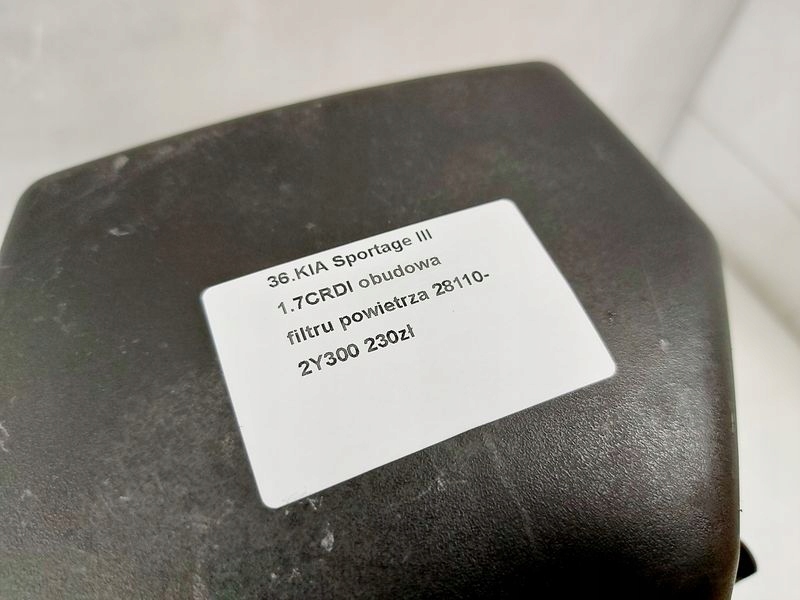 36.KIA Sportage III
1.7CRDI obudowa
filtru powietrza 28110-
2Y300 230zł